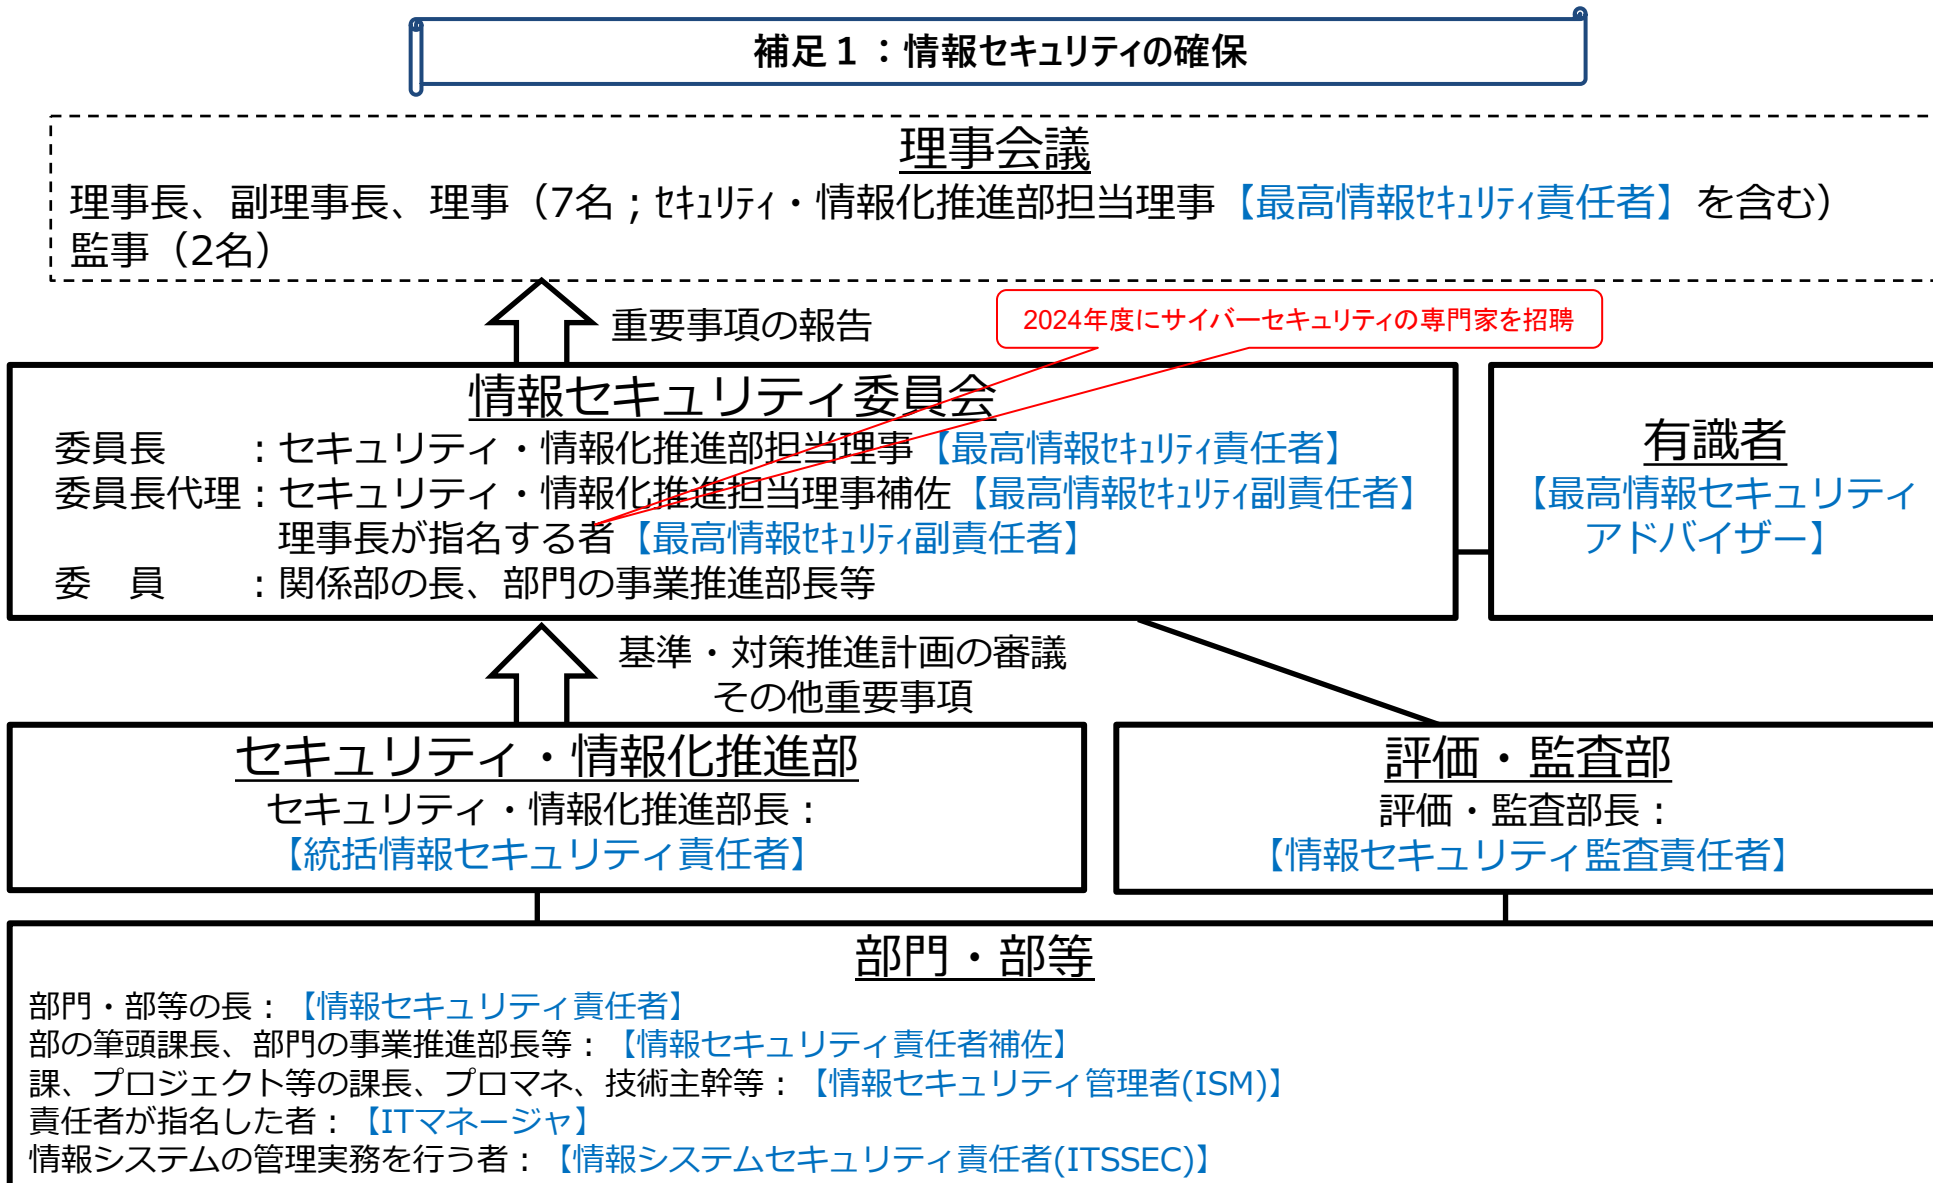 補足１：情報セキュリティの確保
理事会議
理事長、副理事長、理事（7名；ｾｷｭﾘﾃｨ・情報化推進部担当理事【最高情報ｾｷｭﾘﾃｨ責任者】を含む）
監事（2名）
重要事項の報告
2024年度にサイバーセキュリティの専門家を招聘
情報セキュリティ委員会
委員長　　：セキュリティ・情報化推進部担当理事【最高情報ｾｷｭﾘﾃｨ責任者】
委員長代理：セキュリティ・情報化推進担当理事補佐【最高情報ｾｷｭﾘﾃｨ副責任者】
理事長が指名する者【最高情報ｾｷｭﾘﾃｨ副責任者】
委　員　　：関係部の長、部門の事業推進部長等
有識者
【最高情報セキュリティ
アドバイザー】
基準・対策推進計画の審議
その他重要事項
セキュリティ・情報化推進部
セキュリティ・情報化推進部長：
【統括情報セキュリティ責任者】
評価・監査部
評価・監査部長：
【情報セキュリティ監査責任者】
部門・部等
部門・部等の長：【情報セキュリティ責任者】
部の筆頭課長、部門の事業推進部長等：【情報セキュリティ責任者補佐】
課、プロジェクト等の課長、プロマネ、技術主幹等：【情報セキュリティ管理者(ISM)】
責任者が指名した者：【ITマネージャ】
情報システムの管理実務を行う者：【情報システムセキュリティ責任者(ITSSEC)】